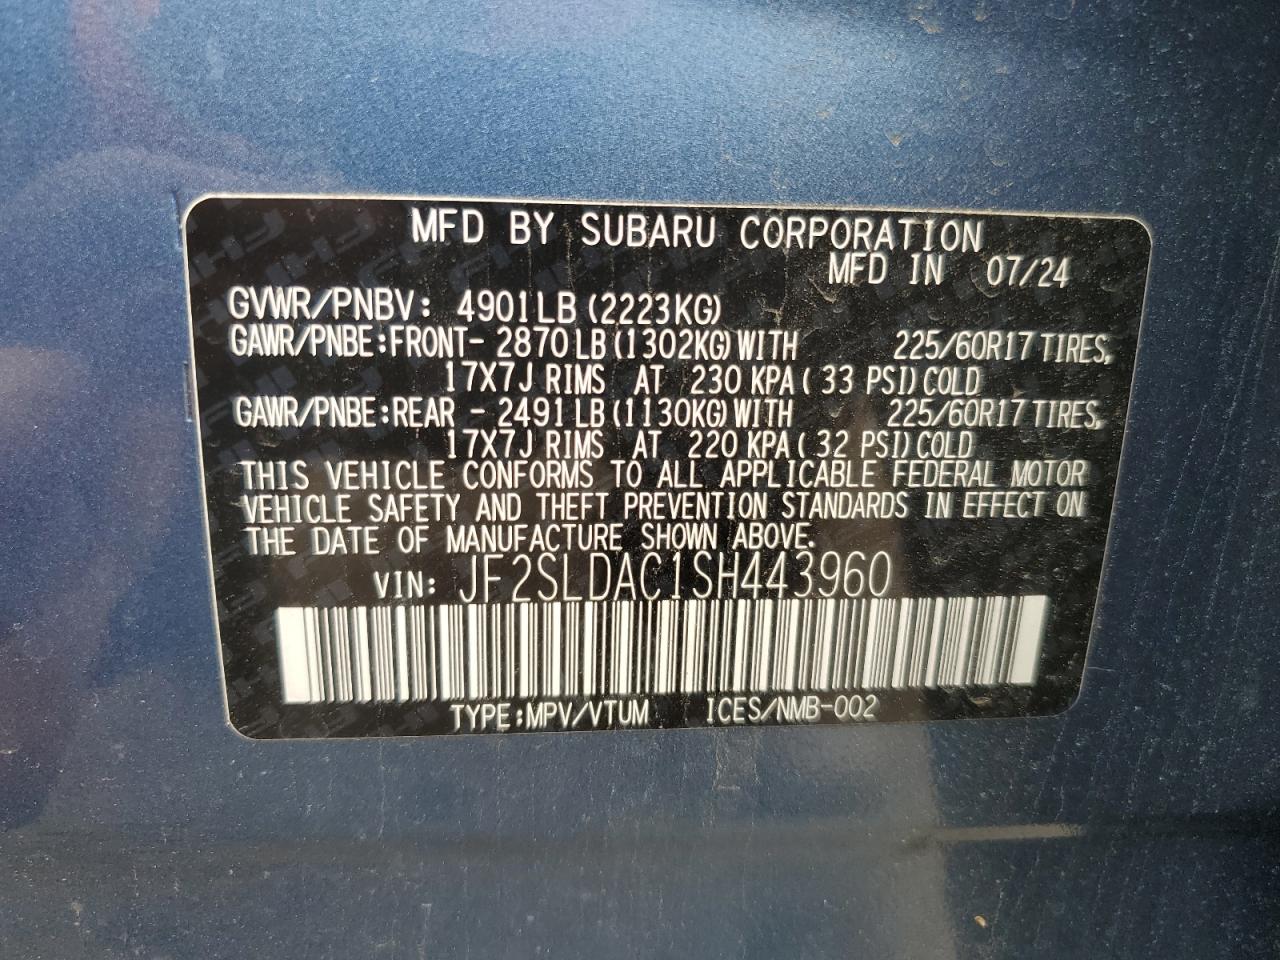 MFD BY SUBARU CORPORATION
MFD IN 07/24
GVWR/PNBV: 4901LB (2223KG)
GAWR/PNBE:FRONT- 2870 LB (1302KG) WITH 225/60R17 TIRES,
17X7J RIMS AT 230 KPA ( 33 PSI) COLD
GAWR/PNBE:REAR - 2491 LB (1130KG) WITH 225/60R17 TIRES,
17X7J RIMS AT 220 KPA ( 32 PSI) COLD
THIS VEHICLE CONFORMS TO ALL APPLICABLE FEDERAL MOTOR
VEHICLE SAFETY AND THEFT PREVENTION STANDARDS IN EFFECT ON
THE DATE OF MANUFACTURE SHOWN ABOVE.
VIN: JF2SLDAC1SH443960
TYPE:MPV/VTUM ICES/NMB-002